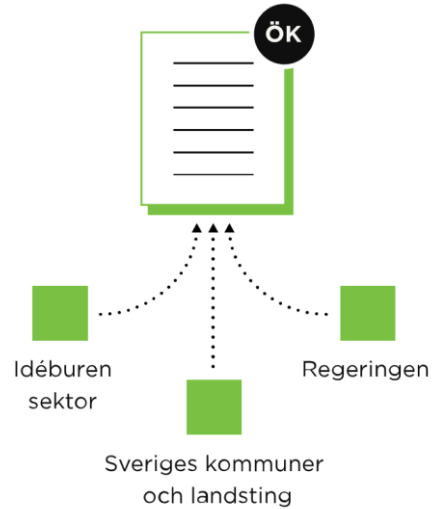 ÖK
Idéburen
sektor
Regeringen
Sveriges kommuner
och landsting